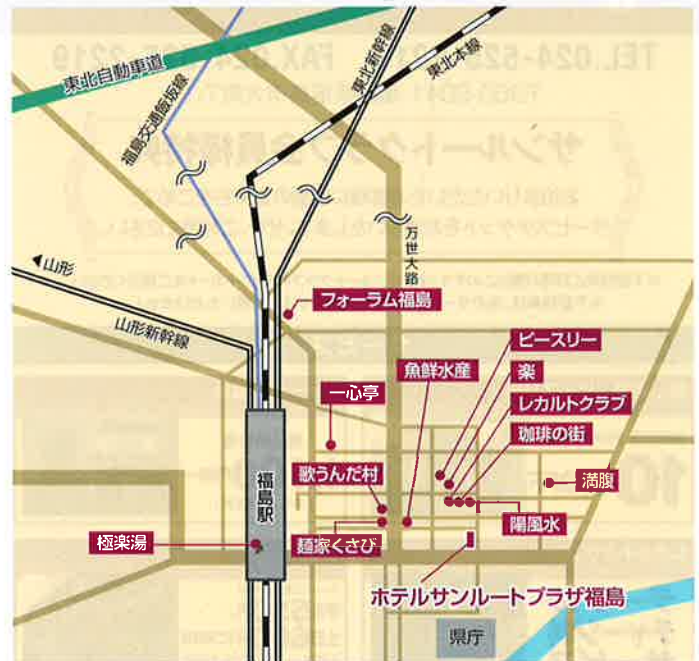 東北自動車道
福島交通飯坂線
東北新幹線
東北本線
万世大路
山形
山形新幹線
フォーラム福島
ピースリー
楽
魚鮮水産
レカルトクラブ
一心亭
珈琲の街
満腹
歌うんだ村
陽風水
麺家くさび
福島駅
極楽湯
ホテルサンルートプラザ福島
県庁